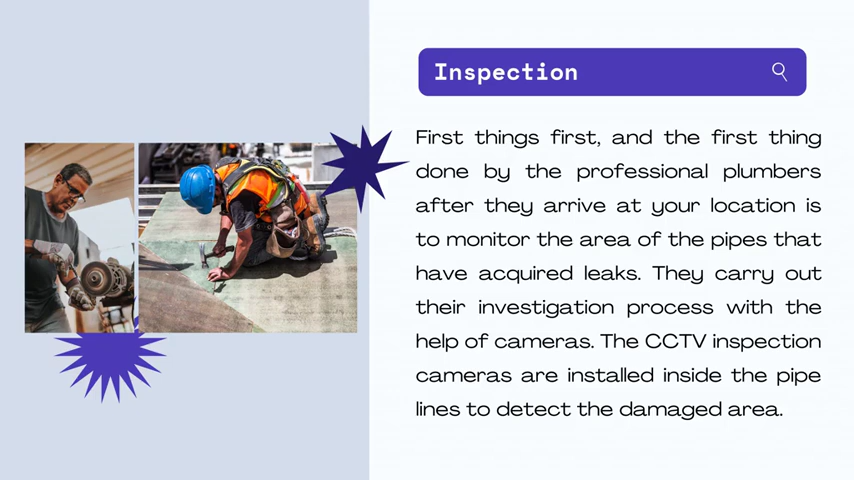 Inspection
First things first, and the first thing
done by the professional plumbers
after they arrive at your location is
to monitor the area of the pipes that
have acquired leaks. They carry out
their investigation process with the
help of cameras. The CCTV inspection
cameras are installed inside the pipe
lines to detect the damaged area.